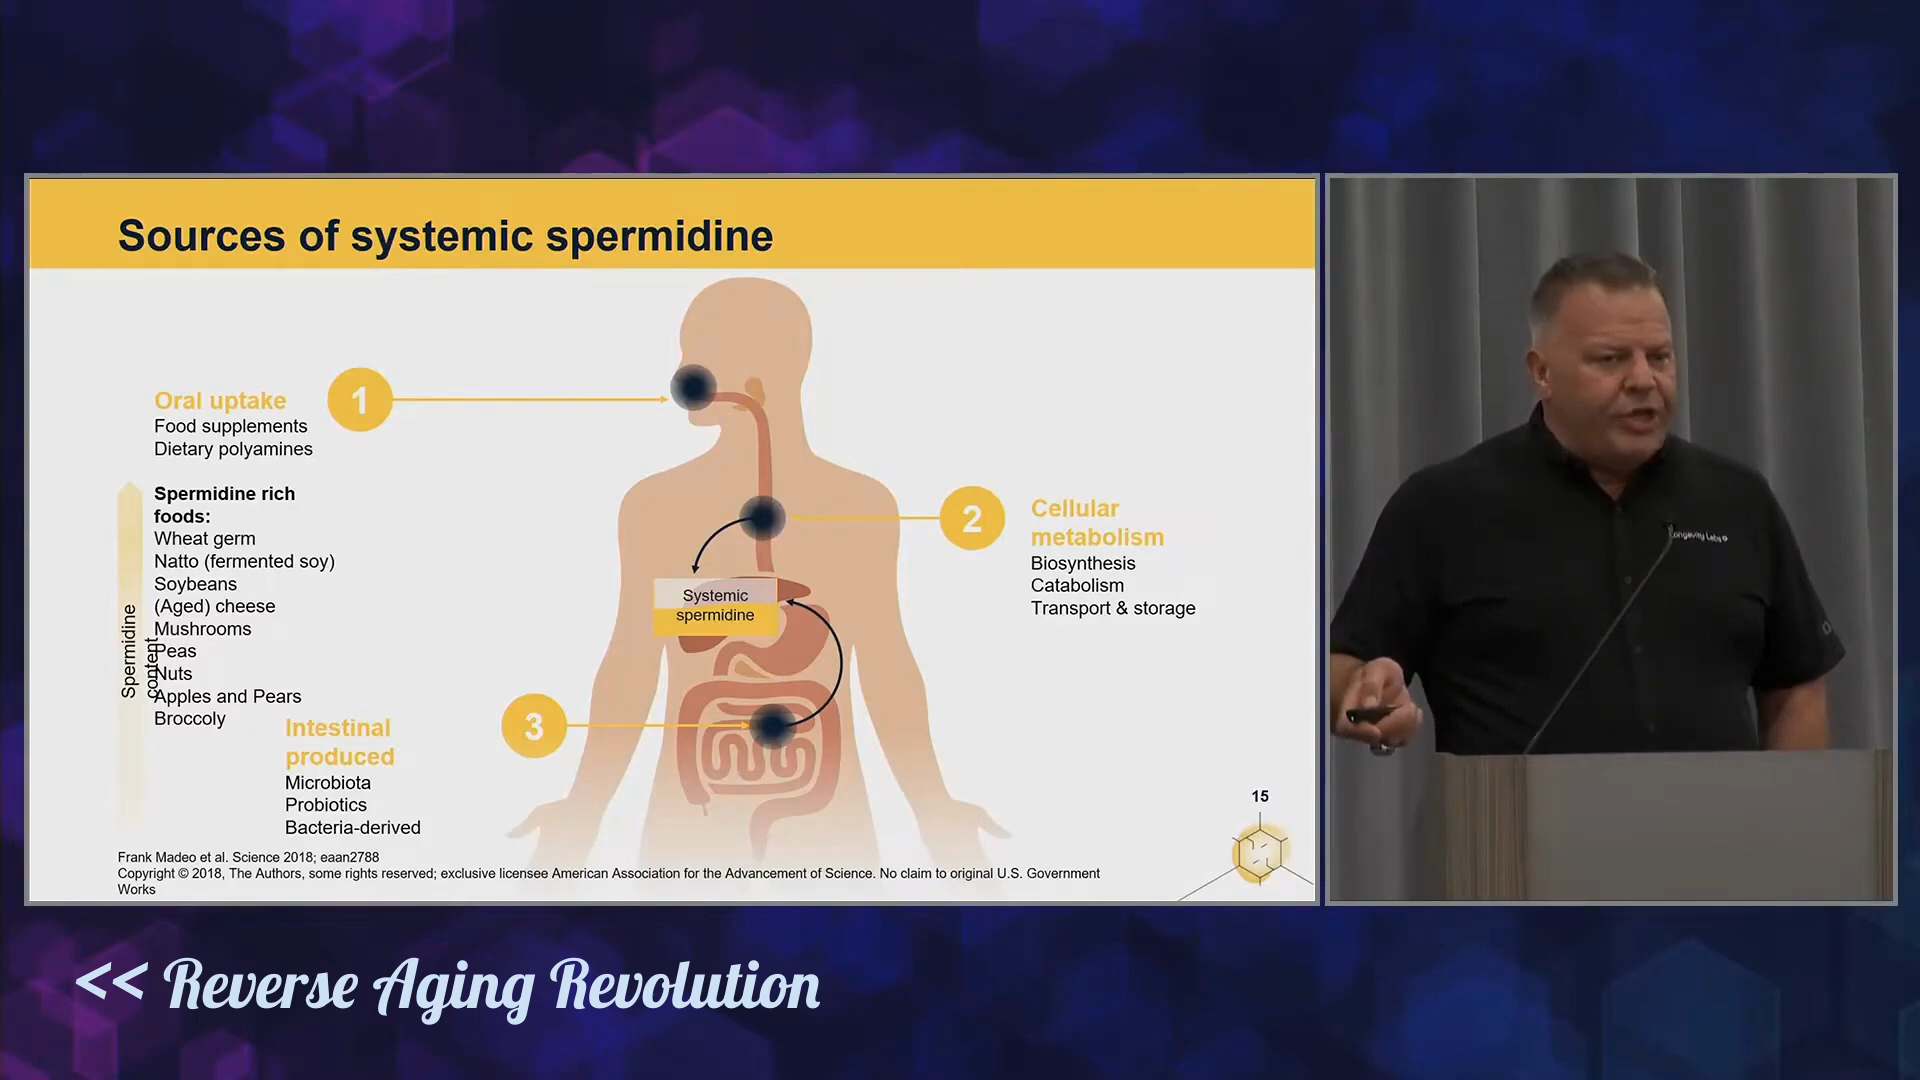 Sources of systemic spermidine
Oral uptake
Food supplements
Dietary polyamines
1
Spermidine rich
foods:
Wheat germ
Natto (fermented soy)
Soybeans
(Aged) cheese
Mushrooms
Peas
Nuts
Apples and Pears
Broccoly
Spermidine
content
2
Cellular
metabolism
Biosynthesis
Catabolism
Transport & storage
Systemic
spermidine
3
Intestinal
produced
Microbiota
Probiotics
Bacteria-derived
15
Frank Madeo et al. Science 2018; eaan2788
Copyright © 2018, The Authors, some rights reserved; exclusive licensee American Association for the Advancement of Science. No claim to original U.S. Government
Works
Longevity Labs+
<< Reverse Aging Revolution